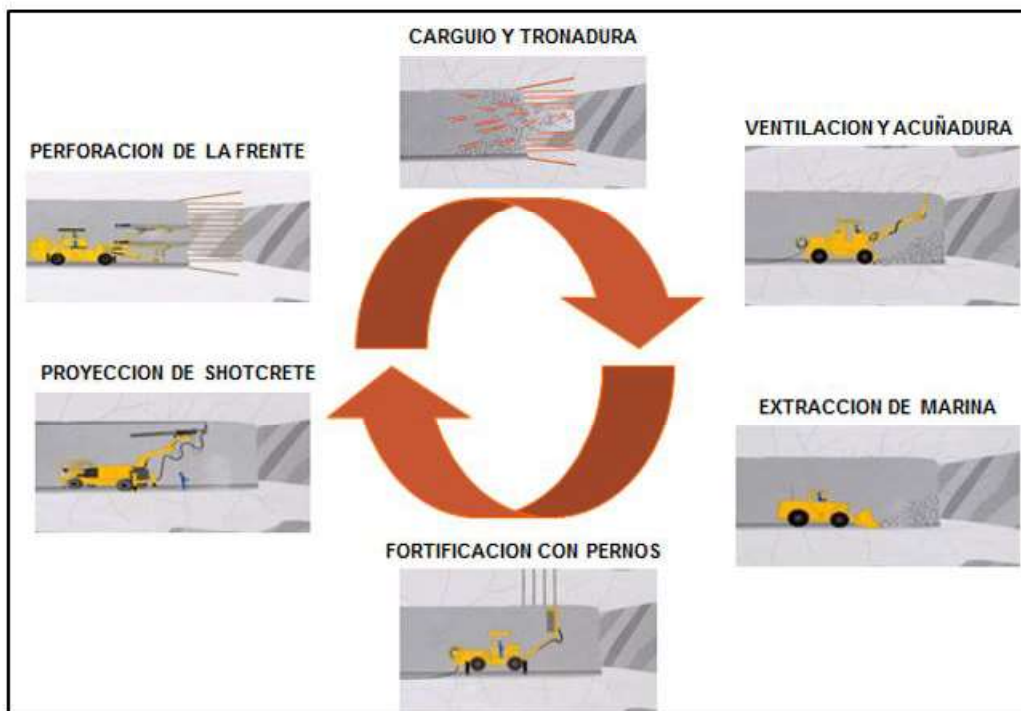 CARGUIO Y TRONADURA
VENTILACION Y ACUÑADURA
PERFORACION DE LA FRENTE
PROYECCION DE SHOTCRETE
EXTRACCION DE MARINA
FORTIFICACION CON PERNOS